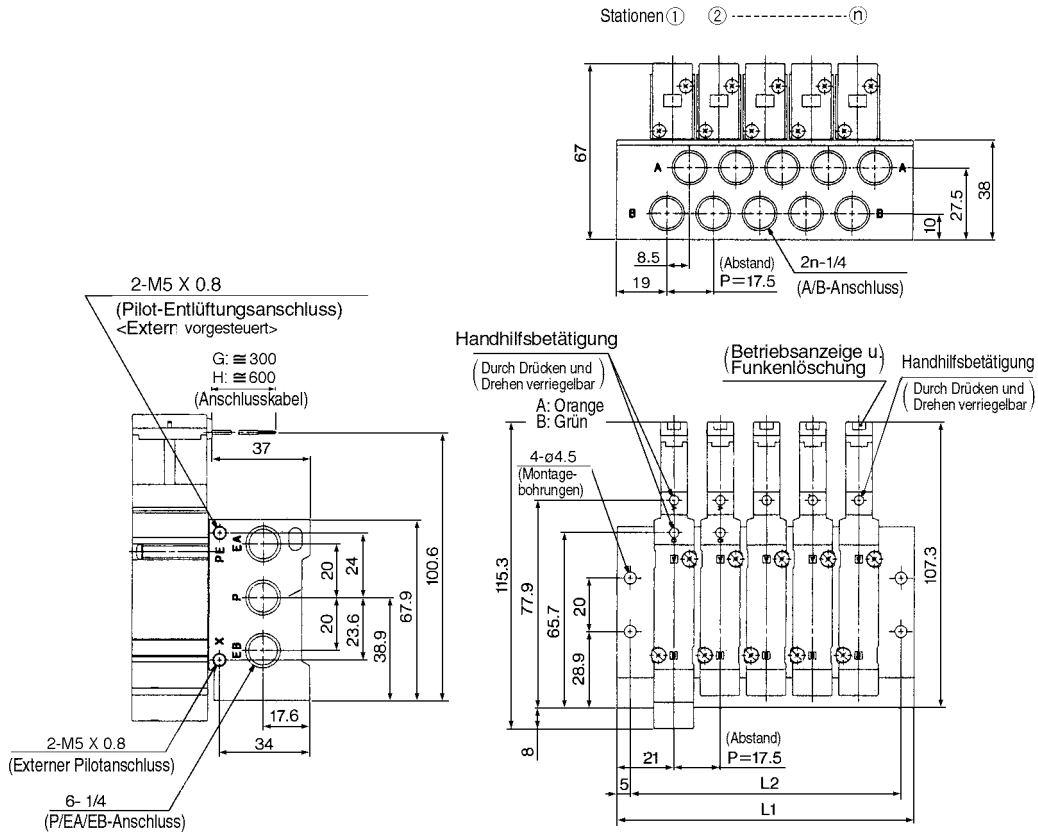 Stationen ① ② ⓝ
67
A A
B B
10
27.5
38
8.5
(Abstand)
19
P=17.5
2n-1/4
(A/B-Anschluss)
2-M5 X 0.8
(Pilot-Entlüftungsanschluss)
<Extern vorgesteuert>
G: ≅300
H: ≅600
(Anschlusskabel)
37
PE
EA
P
X
EB
20
24
20
23.6
38.9
67.9
100.6
17.6
34
2-M5 X 0.8
(Externer Pilotanschluss)
6- 1/4
(P/EA/EB-Anschluss)
Handhilfsbetätigung
(Durch Drücken und
Drehen verriegelbar)
A: Orange
B: Grün
(Betriebsanzeige u.
Funkenlöschung)
Handhilfsbetätigung
(Durch Drücken und
Drehen verriegelbar)
4-ø4.5
(Montage-
bohrungen)
115.3
77.9
65.7
20
28.9
107.3
8
21
(Abstand)
P=17.5
5
L2
L1